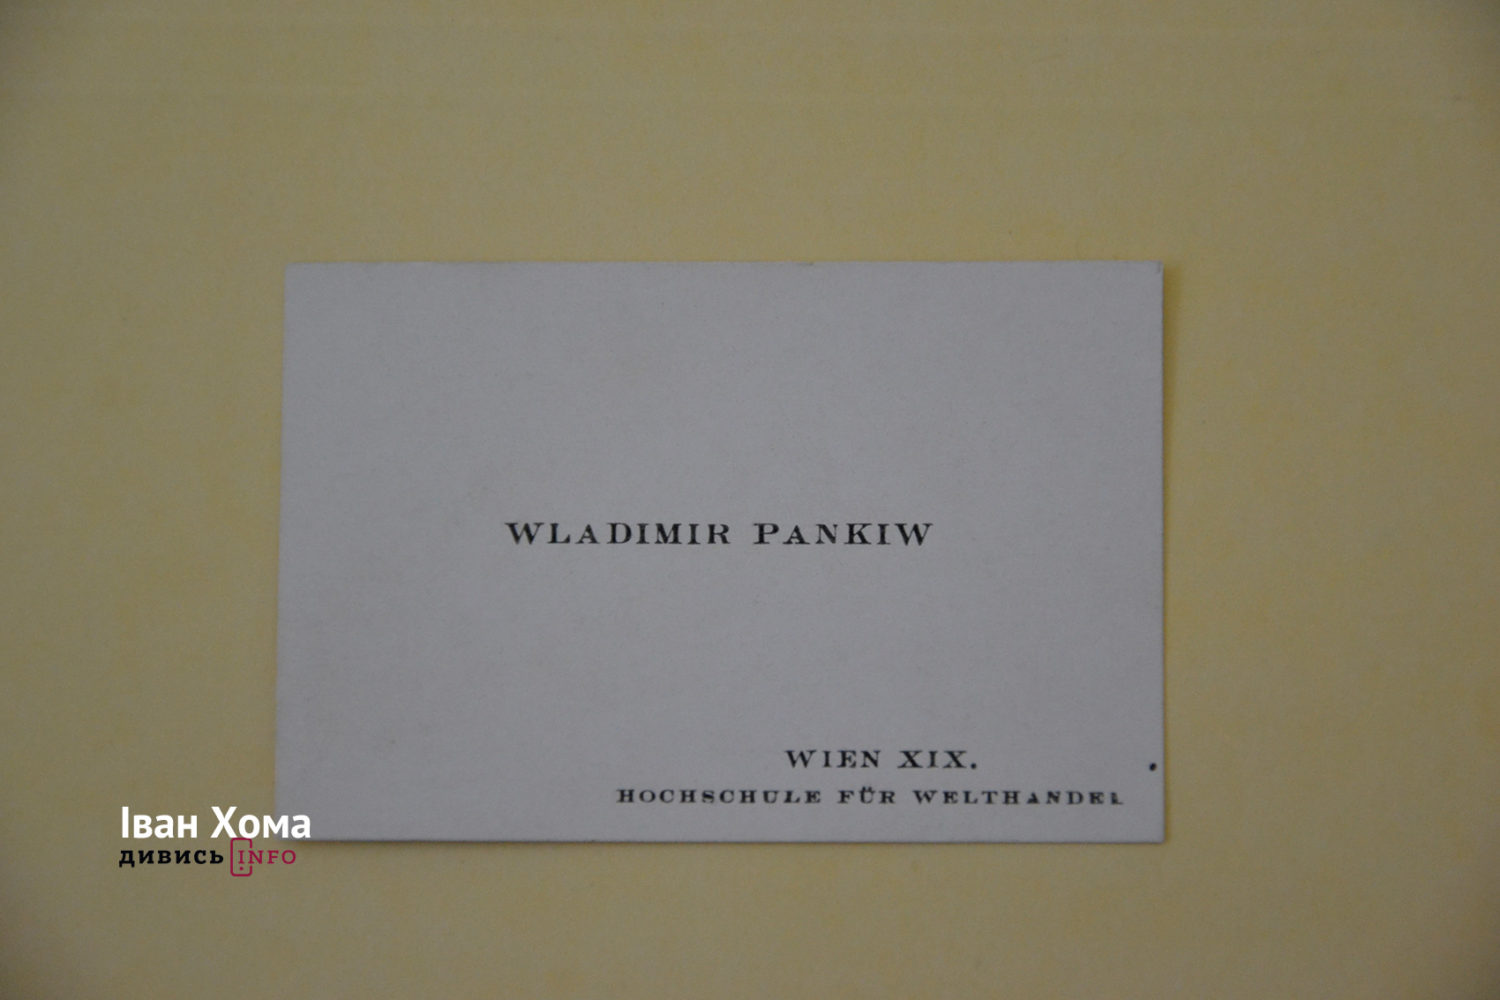 WLADIMIR PANKIW
WIEN XIX.
HOCHSCHULE FÜR WELTHANDEL
Іван Хома
дивись INFO